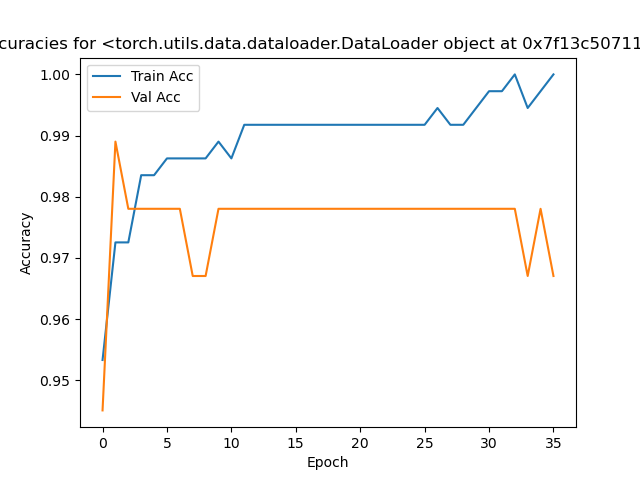 curacies for <torch.utils.data.dataloader.DataLoader object at 0x7f13c50711
Train Acc
Val Acc
1.00
0.99
0.98
0.97
0.96
0.95
Accuracy
0 5 10 15 20 25 30 35
Epoch